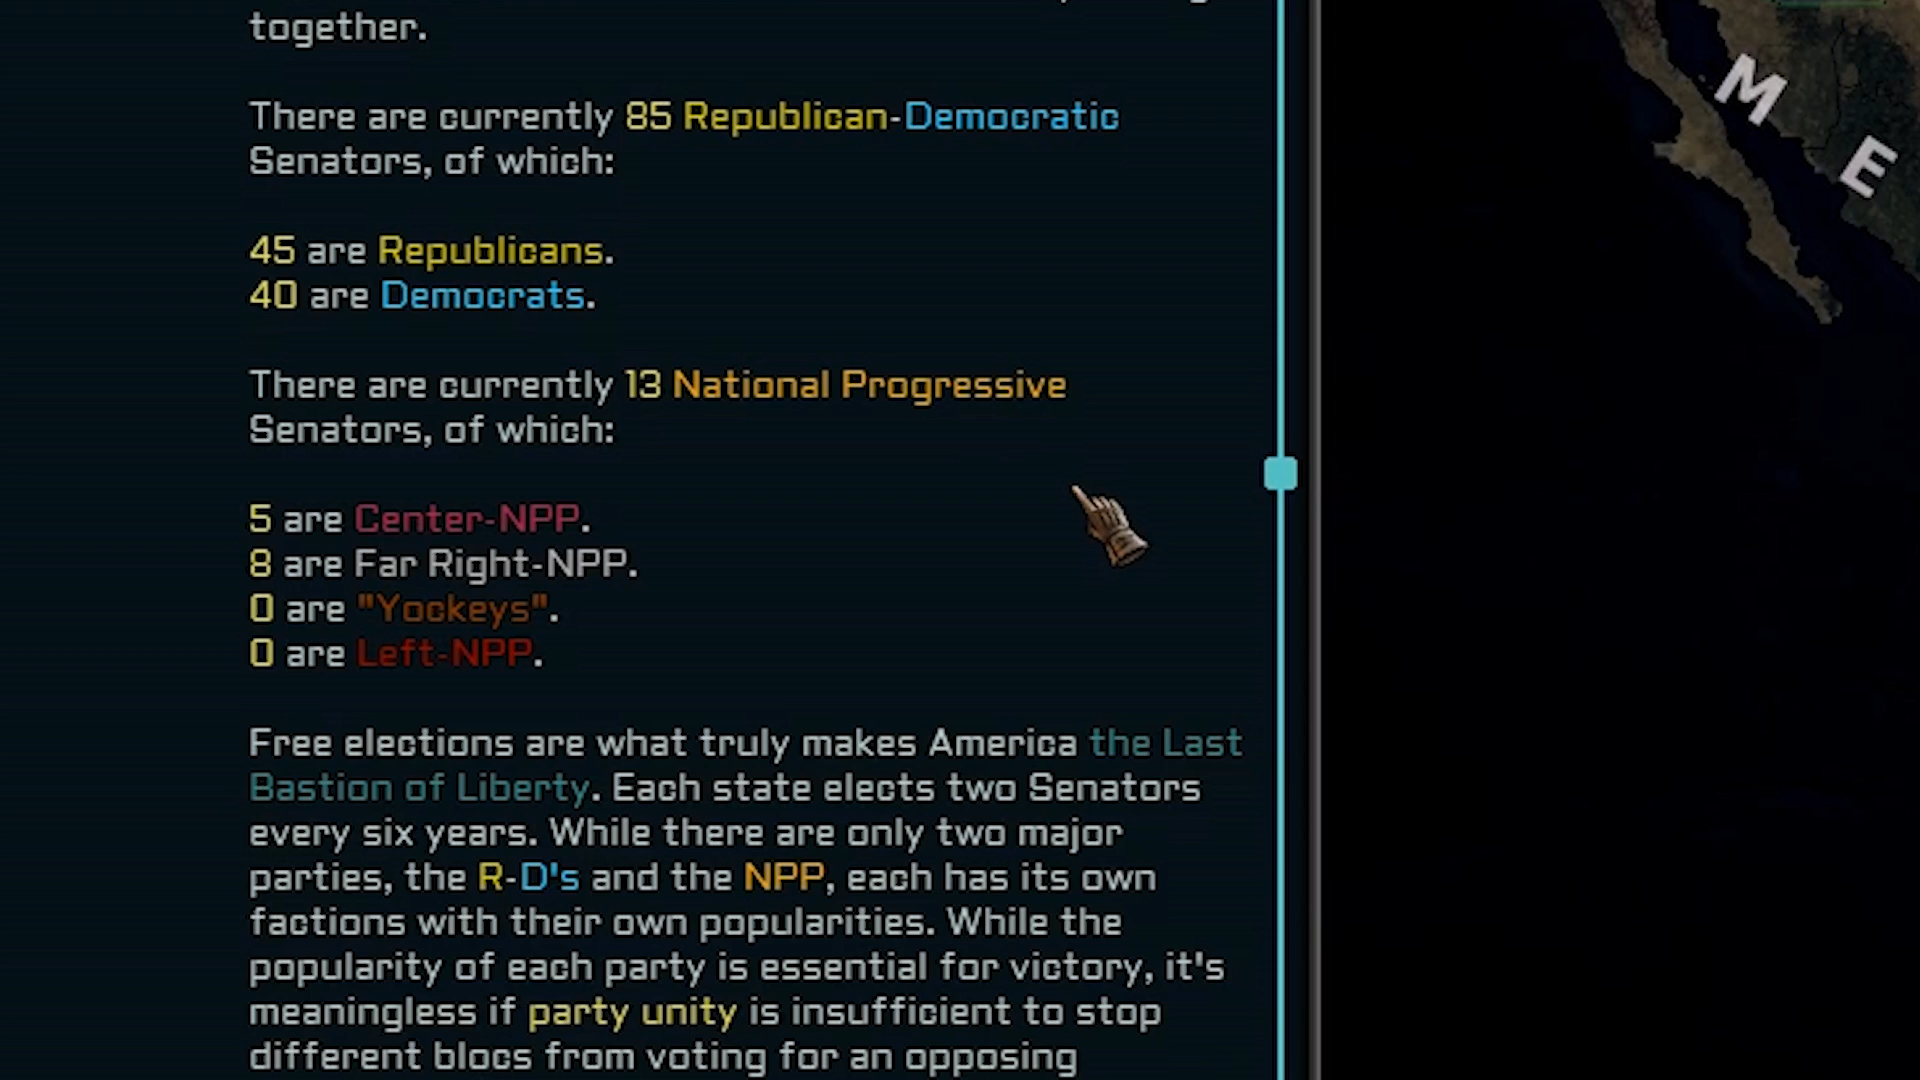 together.
There are currently 85 Republican-Democratic
Senators, of which:
45 are Republicans.
40 are Democrats.
There are currently 13 National Progressive
Senators, of which:
5 are Center-NPP.
8 are Far Right-NPP.
0 are "Yockeys".
0 are Left-NPP.
Free elections are what truly makes America the Last
Bastion of Liberty. Each state elects two Senators
every six years. While there are only two major
parties, the R-D's and the NPP, each has its own
factions with their own popularities. While the
popularity of each party is essential for victory, it's
meaningless if party unity is insufficient to stop
different blocs from voting for an opposing
M E